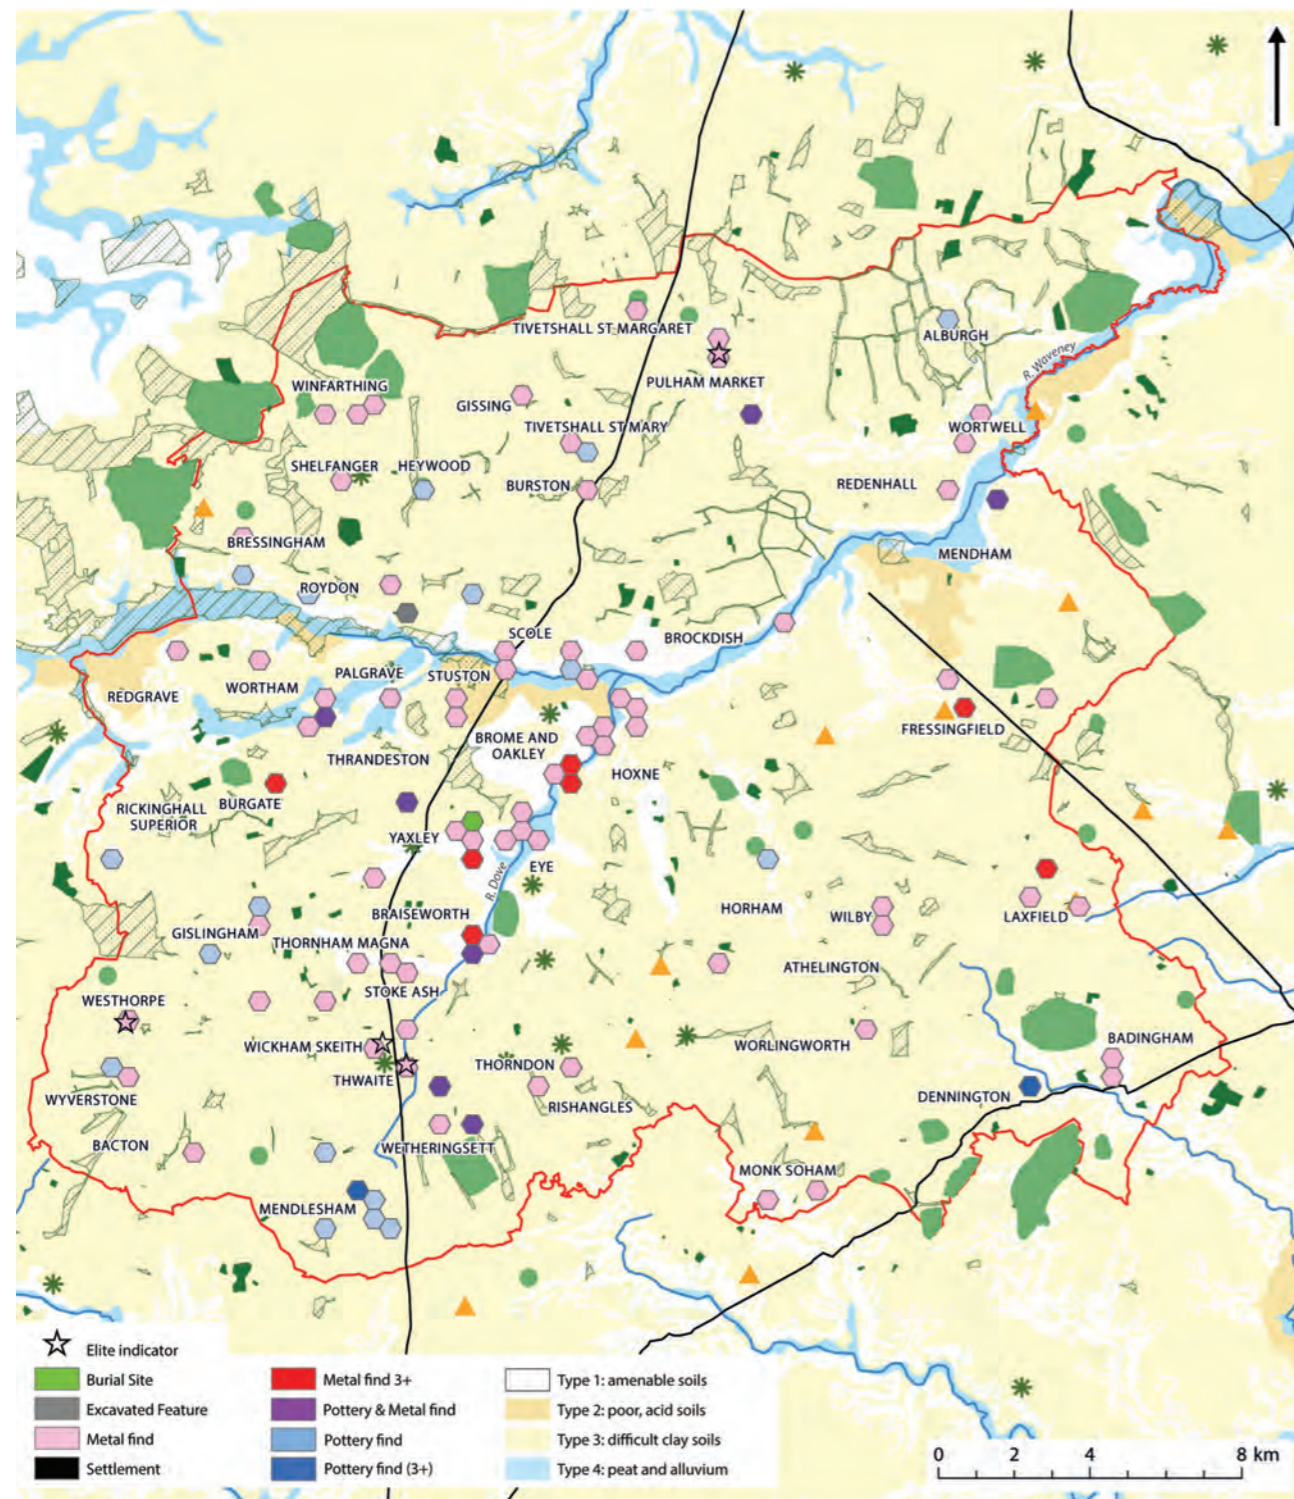 TIVETSHALL ST MARGARET
ALBURGH
R. Waveney
PULHAM MARKET
WINFARTHING
GISSING
TIVETSHALL ST MARY
WORTWELL
SHELFANGER
HEYWOOD
BURSTON
REDENHALL
BRESSINGHAM
MENDHAM
ROYDON
SCOLE
BROCKDISH
REDGRAVE
WORTHAM
PALGRAVE
STUSTON
FRESSINGFIELD
BROME AND
OAKLEY
THRANDESTON
HOXNE
RICKINGHALL
SUPERIOR
BURGATE
YAXLEY
EYE
R. Dove
BRAISEWORTH
HORHAM
WILBY
LAXFIELD
GISLINGHAM
THORNHAM MAGNA
ATHELINGTON
STOKE ASH
WESTHORPE
WICKHAM SKEITH
WORLINGWORTH
BADINGHAM
THWAITE
THORNDON
WYVERSTONE
RISHANGLES
DENNINGTON
BACTON
WETHERINGSETT
MONK SOHAM
MENDLESHAM
Elite indicator
Burial Site
Excavated Feature
Metal find
Settlement
Metal find 3+
Pottery & Metal find
Pottery find
Pottery find (3+)
Type 1: amenable soils
Type 2: poor, acid soils
Type 3: difficult clay soils
Type 4: peat and alluvium
0 2 4 8 km